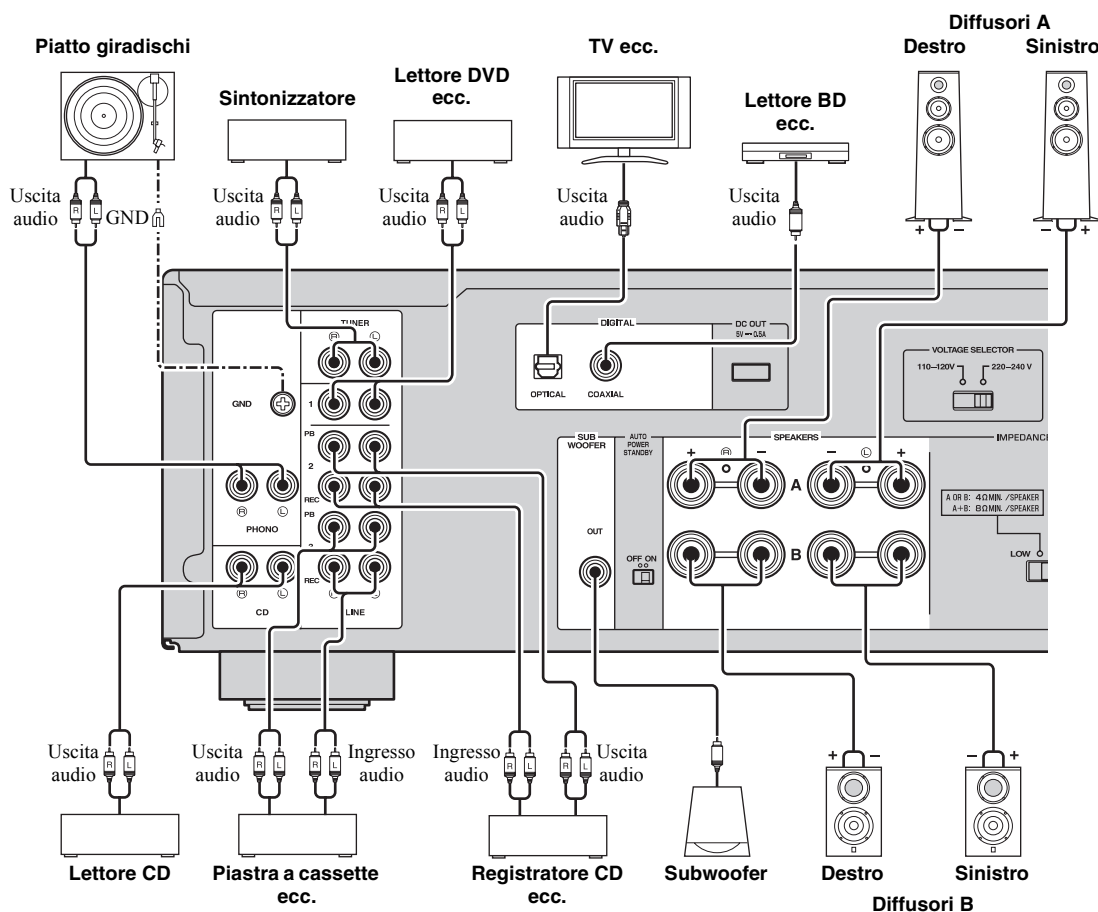 Diffusori A
Piatto giradischi
TV ecc.
Destro
Sinistro
Sintonizzatore
Lettore DVD
ecc.
Lettore BD
ecc.
Uscita
audio
R
L
GND
Uscita
audio
R
L
Uscita
audio
R
L
Uscita
audio
Uscita
audio
+
–
–
+
TUNER
R
L
GND
1
PB
2
REC
PB
3
REC
R
L
PHONO
R
L
CD
LINE
DIGITAL
OPTICAL
COAXIAL
DC OUT
5V 0.5A
VOLTAGE SELECTOR
110–120V
220–240 V
SUB
WOOFER
OUT
AUTO
POWER
STANDBY
OFF ON
SPEAKERS
+
R
–
–
L
+
A
B
IMPEDANCE
A OR B: 4ΩMIN. /SPEAKER
A+B: 8ΩMIN. /SPEAKER
LOW
Uscita
audio
R
L
Uscita
audio
R
L
R
L
Ingresso
audio
Ingresso
audio
R
L
R
L
Uscita
audio
+
–
–
+
Lettore CD
Piastra a cassette
ecc.
Registratore CD
ecc.
Subwoofer
Destro
Sinistro
Diffusori B